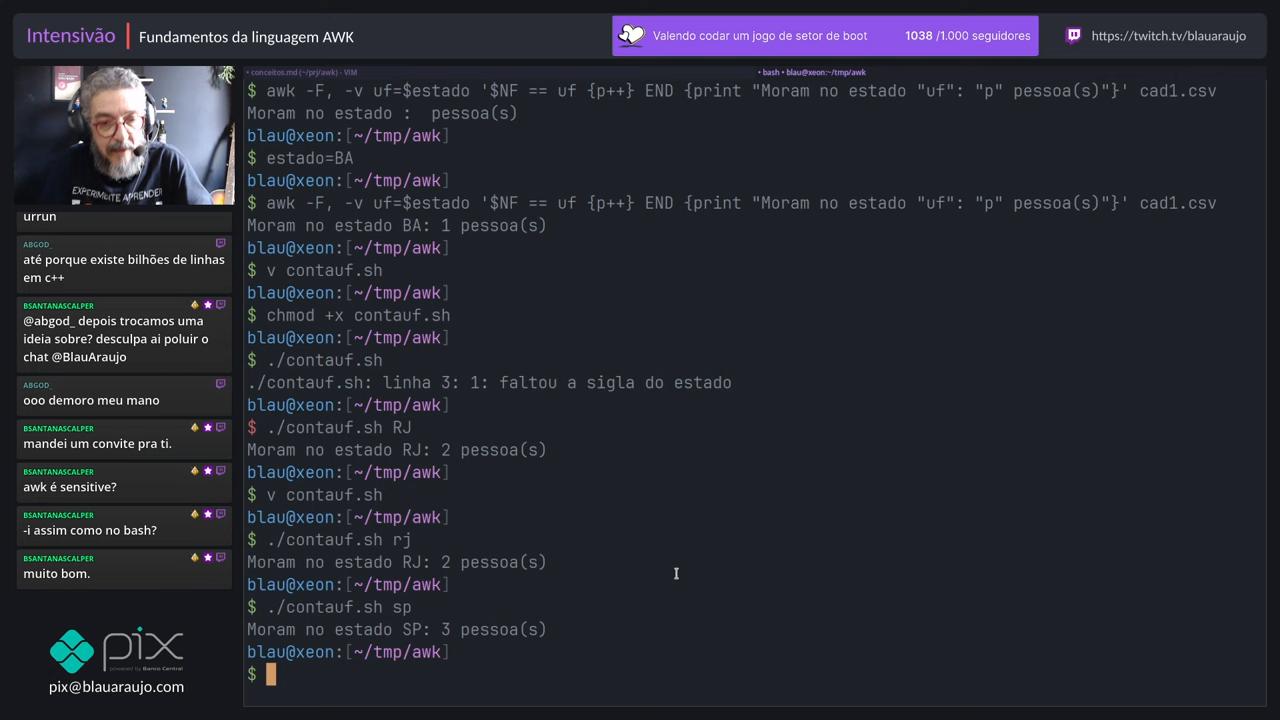 Intensivão
Fundamentos da linguagem AWK
Valendo codar um jogo de setor de boot 1038 /1.000 seguidores
https://twitch.tv/blauaraujo
• conceitos.md (~/prj/awk) - VIM
• bash • blau@xeon:~/tmp/awk
EXPERIMENTE APRENDER
urrun
ABGOD_
até porque existe bilhões de linhas
em c++
BSANTANASCALPER
@abgod_ depois trocamos uma
ideia sobre? desculpa ai poluir o
chat @BlauAraujo
ABGOD_
ooo demoro meu mano
BSANTANASCALPER
mandei um convite pra ti.
BSANTANASCALPER
awk é sensitive?
BSANTANASCALPER
-i assim como no bash?
BSANTANASCALPER
muito bom.
pix
powered by Banco Central
pix@blauaraujo.com
$ awk -F, -v uf=$estado '$NF == uf {p++} END {print "Moram no estado "uf": "p" pessoa(s)"}' cad1.csv
Moram no estado :  pessoa(s)
blau@xeon:[~/tmp/awk]
$ estado=BA
blau@xeon:[~/tmp/awk]
$ awk -F, -v uf=$estado '$NF == uf {p++} END {print "Moram no estado "uf": "p" pessoa(s)"}' cad1.csv
Moram no estado BA: 1 pessoa(s)
blau@xeon:[~/tmp/awk]
$ v contauf.sh
blau@xeon:[~/tmp/awk]
$ chmod +x contauf.sh
blau@xeon:[~/tmp/awk]
$ ./contauf.sh
./contauf.sh: linha 3: 1: faltou a sigla do estado
blau@xeon:[~/tmp/awk]
$ ./contauf.sh RJ
Moram no estado RJ: 2 pessoa(s)
blau@xeon:[~/tmp/awk]
$ v contauf.sh
blau@xeon:[~/tmp/awk]
$ ./contauf.sh rj
Moram no estado RJ: 2 pessoa(s)
blau@xeon:[~/tmp/awk]
$ ./contauf.sh sp
Moram no estado SP: 3 pessoa(s)
blau@xeon:[~/tmp/awk]
$